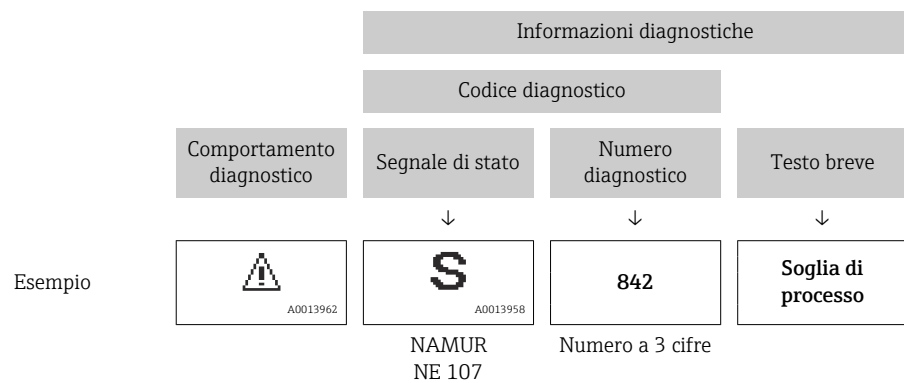 Informazioni diagnostiche
Codice diagnostico
Comportamento
diagnostico
Segnale di stato
Numero
diagnostico
Testo breve
↓ ↓ ↓
Esempio
A0013962
S
A0013958
842
Soglia di
processo
NAMUR
NE 107
Numero a 3 cifre